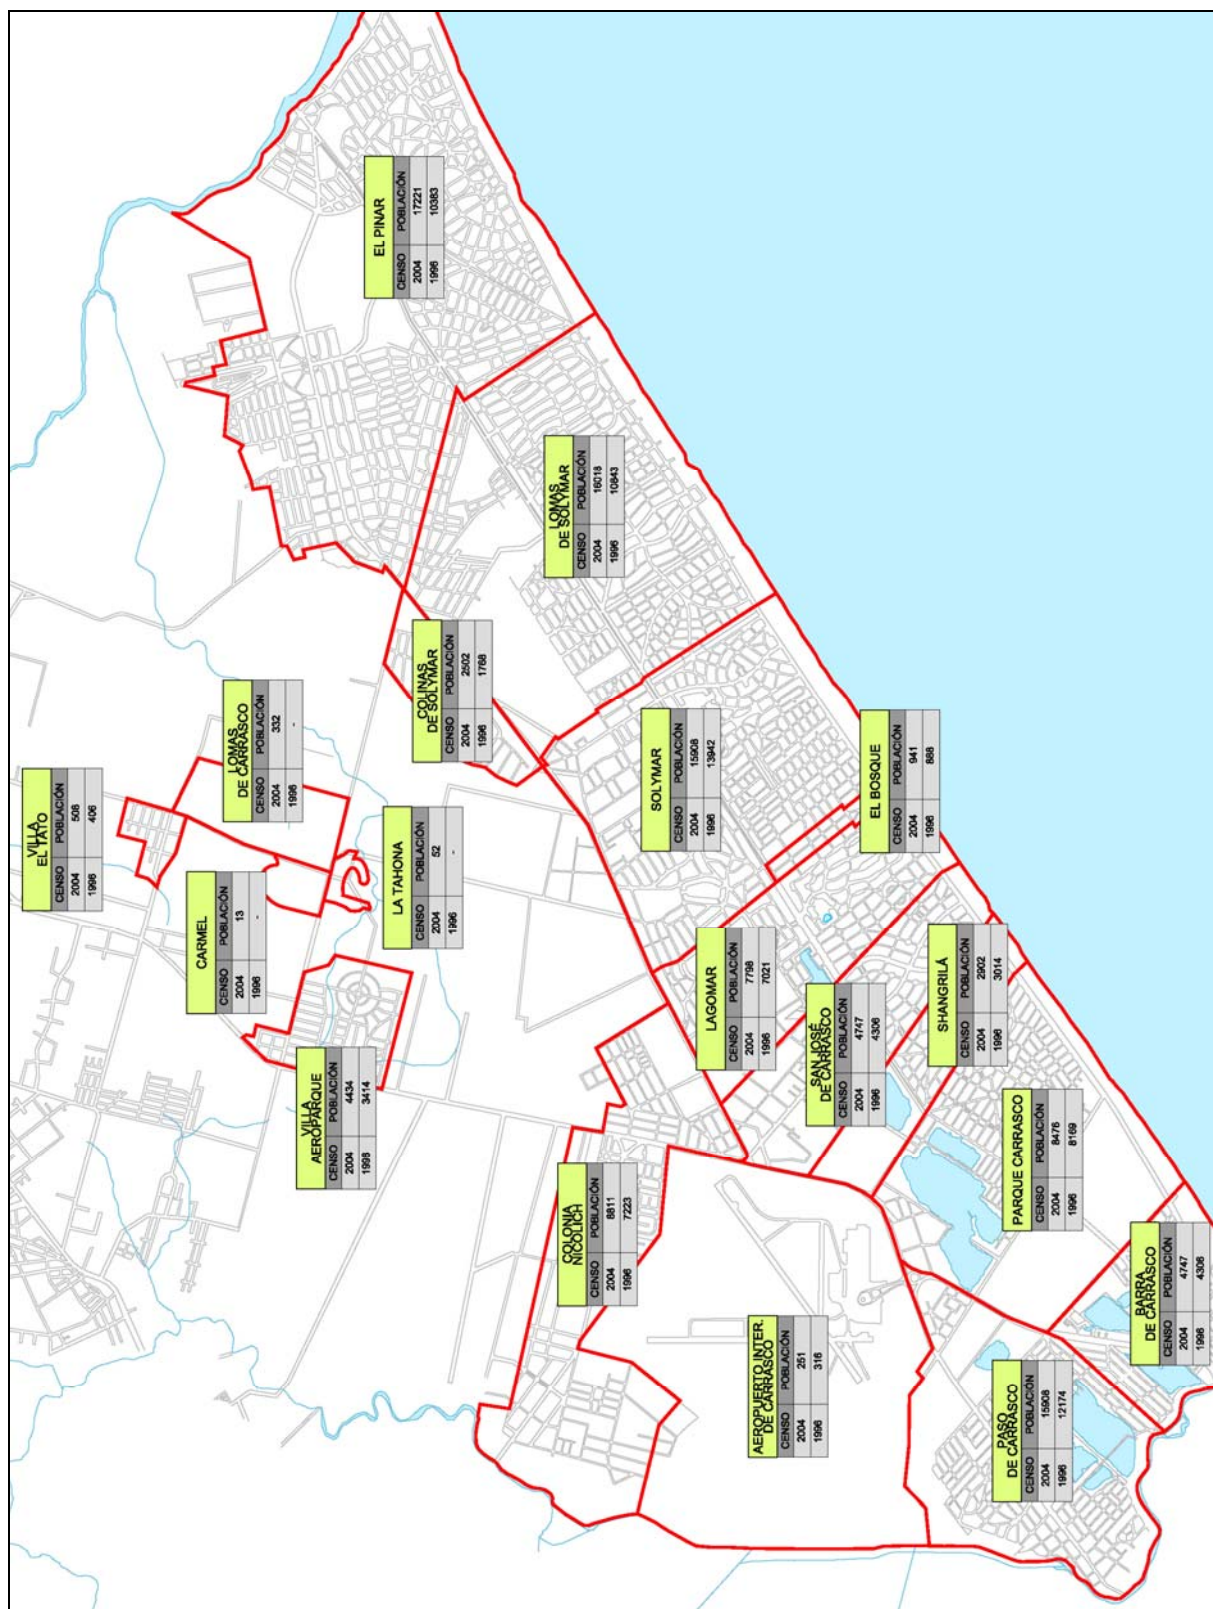 VILLA
EL TATO
CENSO POBLACIÓN
2004 508
1996 406
CARMEL
CENSO POBLACIÓN
2004 13
1996 -
LOMAS
DE CARRASCO
CENSO POBLACIÓN
2004 332
1996 -
VILLA
AEROPARQUE
CENSO POBLACIÓN
2004 4434
1998 3414
EL PINAR
CENSO POBLACIÓN
2004 17221
1996 10383
LA TAHONA
CENSO POBLACIÓN
2004 52
1996 -
COLINAS
DE SOLYMAR
CENSO POBLACIÓN
2004 2502
1996 1768
LOMAS
DE SOLYMAR
CENSO POBLACIÓN
2004 16018
1996 10843
COLONIA
NICOLICH
CENSO POBLACIÓN
2004 8811
1996 7223
SOLYMAR
CENSO POBLACIÓN
2004 15908
1996 13942
LAGOMAR
CENSO POBLACIÓN
2004 7798
1996 7021
AEROPUERTO INTER.
DE CARRASCO
CENSO POBLACIÓN
2004 251
1996 316
SAN JOSÉ
DE CARRASCO
CENSO POBLACIÓN
2004 4747
1996 4306
EL BOSQUE
CENSO POBLACIÓN
2004 941
1996 888
SHANGRILÁ
CENSO POBLACIÓN
2004 2902
1996 3014
PASO
DE CARRASCO
CENSO POBLACIÓN
2004 15908
1996 12174
PARQUE CARRASCO
CENSO POBLACIÓN
2004 8476
1996 8169
BARRA
DE CARRASCO
CENSO POBLACIÓN
2004 4747
1996 4306